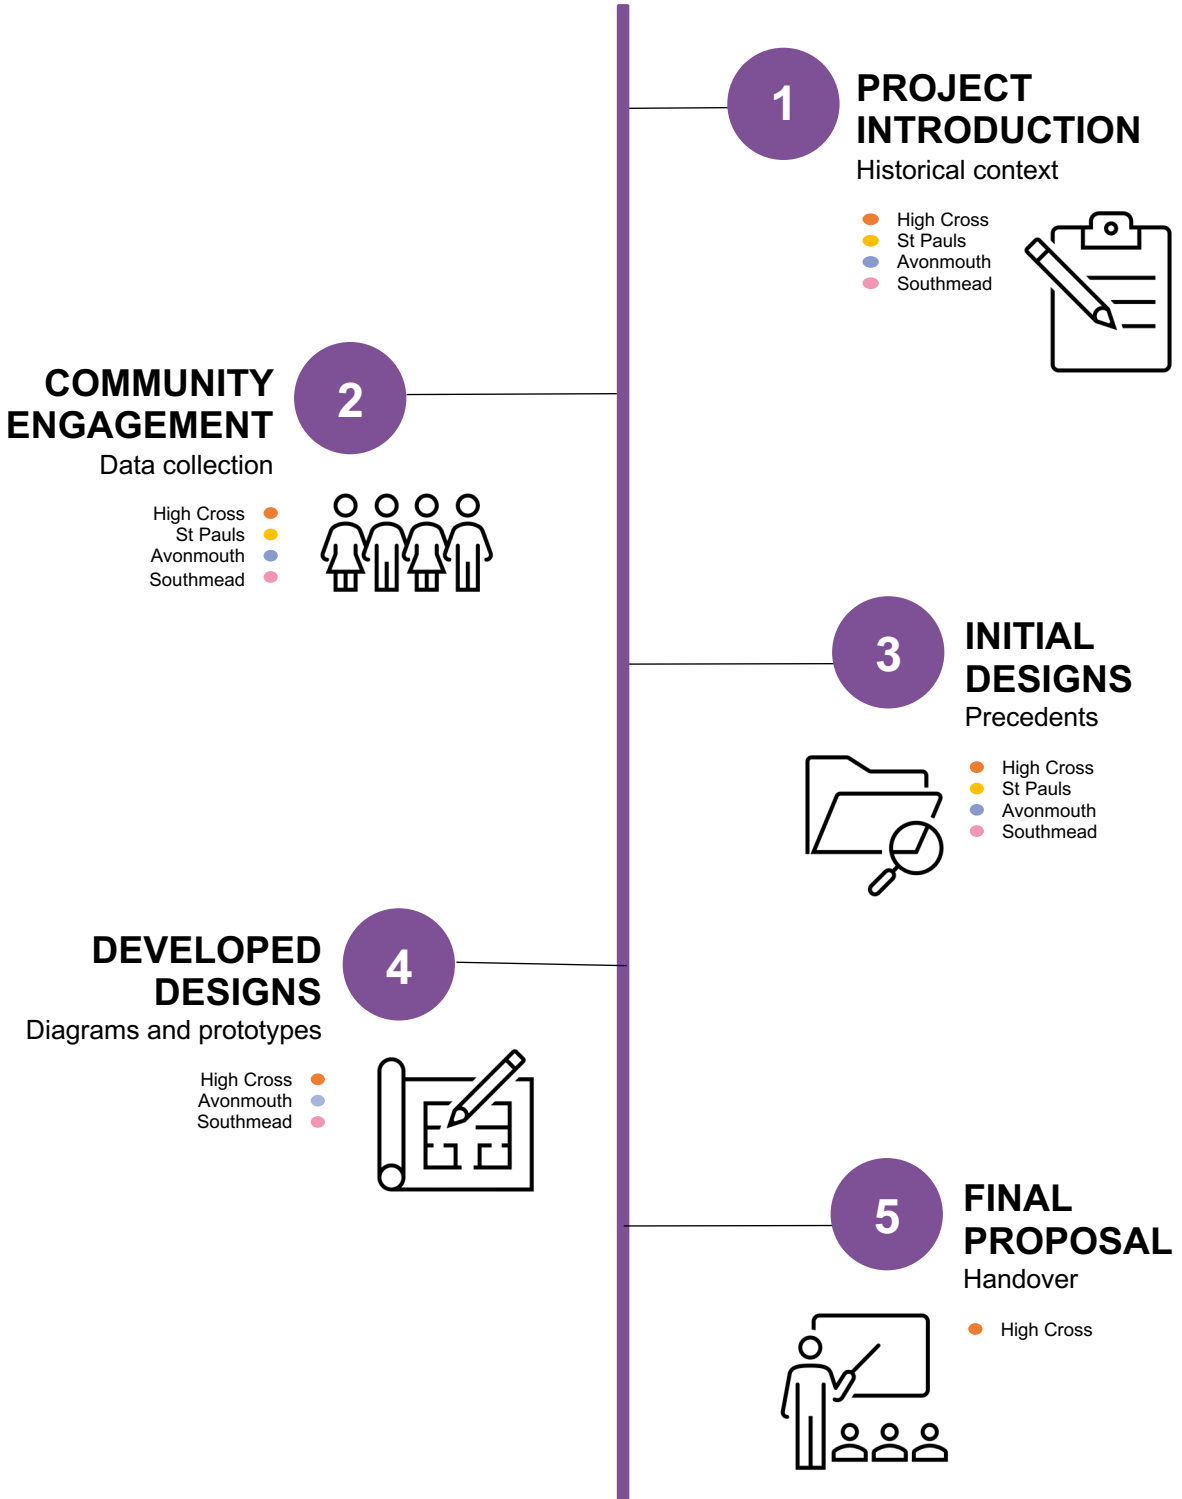 1
PROJECT
INTRODUCTION
Historical context
High Cross
St Pauls
Avonmouth
Southmead
2
COMMUNITY
ENGAGEMENT
Data collection
High Cross
St Pauls
Avonmouth
Southmead
3
INITIAL
DESIGNS
Precedents
High Cross
St Pauls
Avonmouth
Southmead
4
DEVELOPED
DESIGNS
Diagrams and prototypes
High Cross
Avonmouth
Southmead
5
FINAL
PROPOSAL
Handover
High Cross